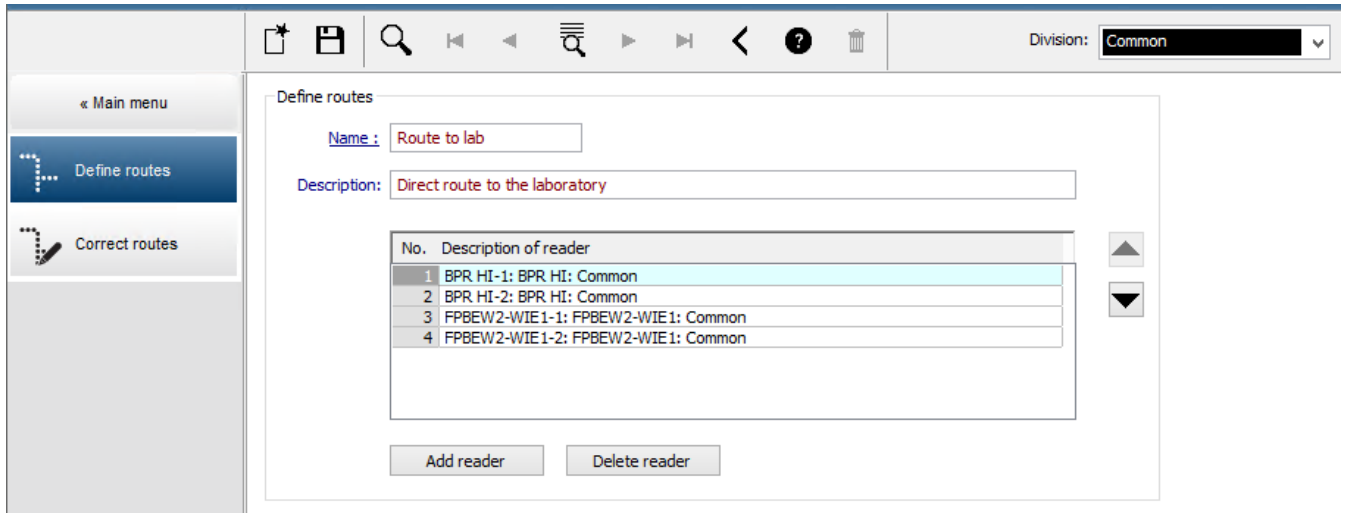 Division: Common
« Main menu
Define routes
Correct routes
Define routes
Name : Route to lab
Description: Direct route to the laboratory
No. Description of reader
1 BPR HI-1: BPR HI: Common
2 BPR HI-2: BPR HI: Common
3 FPBEW2-WIE1-1: FPBEW2-WIE1: Common
4 FPBEW2-WIE1-2: FPBEW2-WIE1: Common
Add reader Delete reader